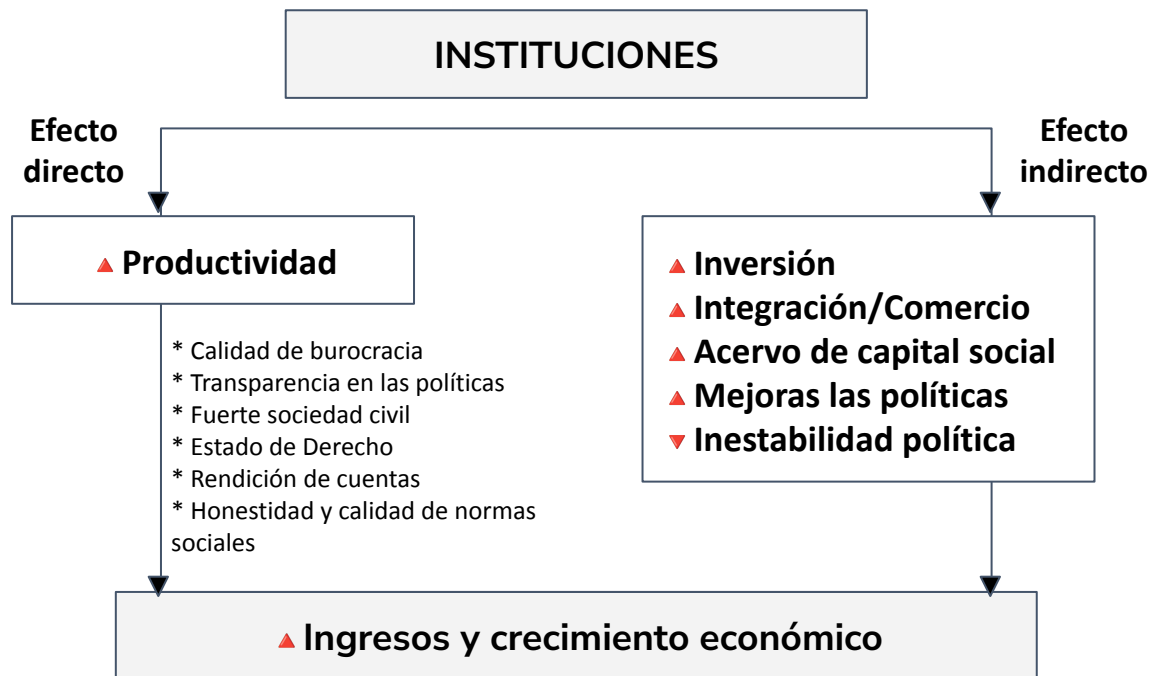 INSTITUCIONES
Efecto
directo
Efecto
indirecto
🔺Productividad
* Calidad de burocracia
* Transparencia en las políticas
* Fuerte sociedad civil
* Estado de Derecho
* Rendición de cuentas
* Honestidad y calidad de normas
sociales
🔺Inversión
🔺Integración/Comercio
🔺Acervo de capital social
🔺Mejoras las políticas
🔻Inestabilidad política
🔺Ingresos y crecimiento económico